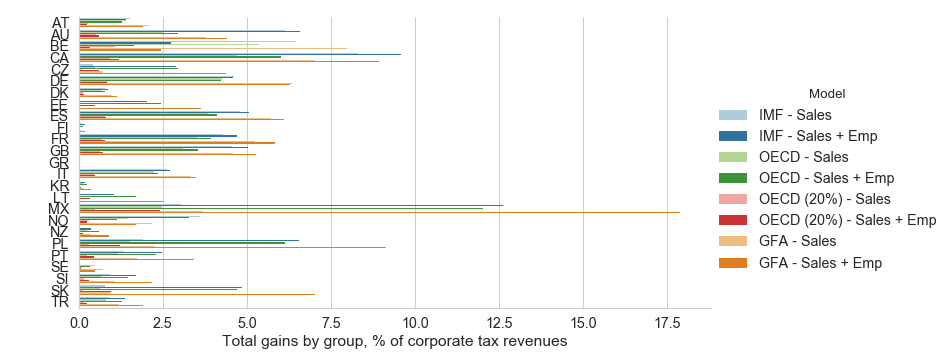 AT
AU
BE
CA
CZ
DE
DK
EE
ES
FI
FR
GB
GR
IT
KR
LT
MX
NO
NZ
PL
PT
SE
SI
SK
TR
0.0 2.5 5.0 7.5 10.0 12.5 15.0 17.5
Total gains by group, % of corporate tax revenues
Model
IMF - Sales
IMF - Sales + Emp
OECD - Sales
OECD - Sales + Emp
OECD (20%) - Sales
OECD (20%) - Sales + Emp
GFA - Sales
GFA - Sales + Emp